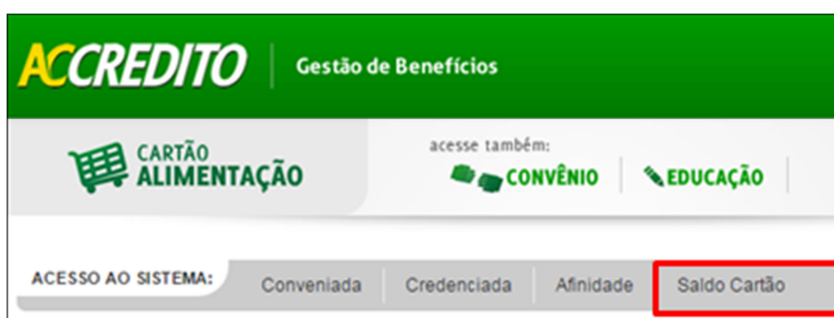 ACCREDITO
Gestão de Benefícios
CARTÃO
ALIMENTAÇÃO
acesse também:
CONVÊNIO
EDUCAÇÃO
ACESSO AO SISTEMA:
Conveniada
Credenciada
Afinidade
Saldo Cartão